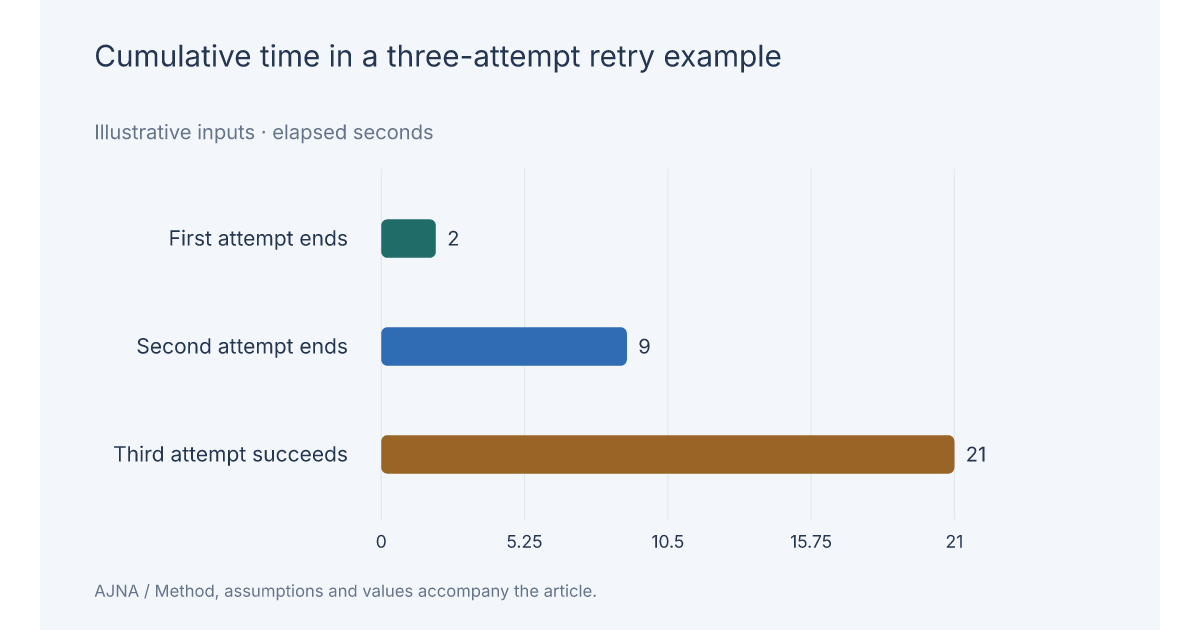 Cumulative time in a three-attempt retry example
Illustrative inputs · elapsed seconds
First attempt ends 2
Second attempt ends 9
Third attempt succeeds 21
0 5.25 10.5 15.75 21
AJNA / Method, assumptions and values accompany the article.